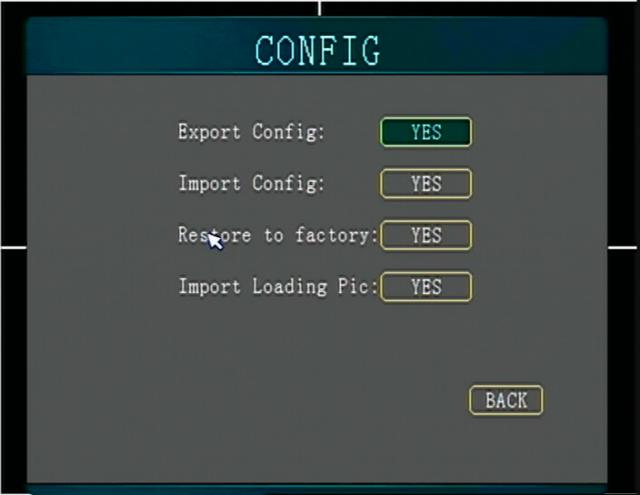 CONFIG
Export Config: YES
Import Config: YES
Restore to factory: YES
Import Loading Pic: YES
BACK